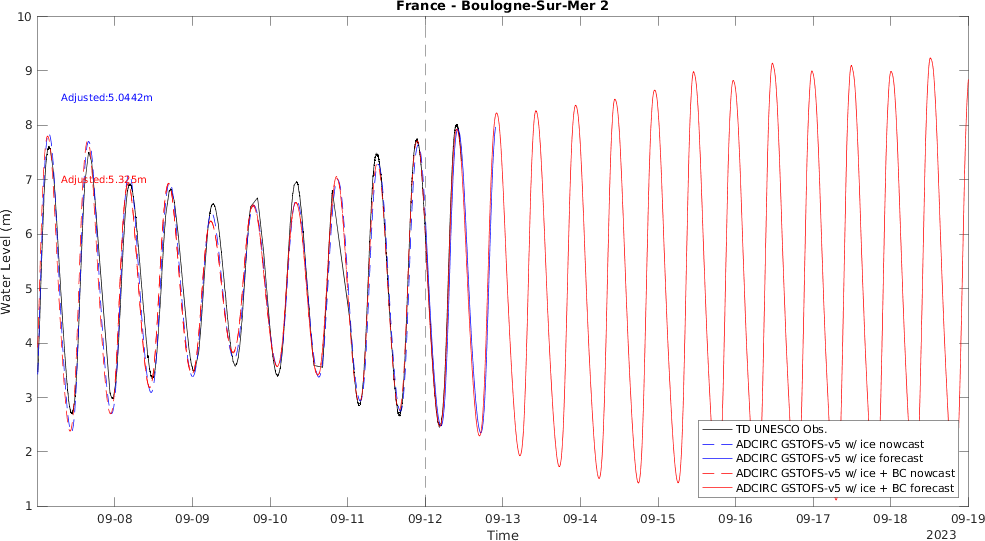 France - Boulogne-Sur-Mer 2
10
9
8
7
6
5
4
3
2
1
Water Level (m)
Adjusted:5.0442m
Adjusted:5.325m
TD UNESCO Obs.
ADCIRC GSTOFS-v5 w/ ice nowcast
ADCIRC GSTOFS-v5 w/ ice forecast
ADCIRC GSTOFS-v5 w/ ice + BC nowcast
ADCIRC GSTOFS-v5 w/ ice + BC forecast
09-08 09-09 09-10 09-11 09-12 09-13 09-14 09-15 09-16 09-17 09-18 09-19
Time
2023